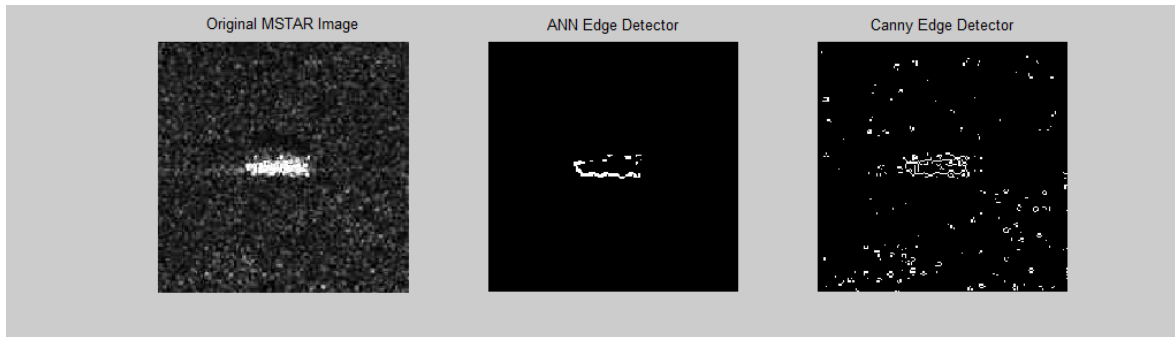 Original MSTAR Image
ANN Edge Detector
Canny Edge Detector